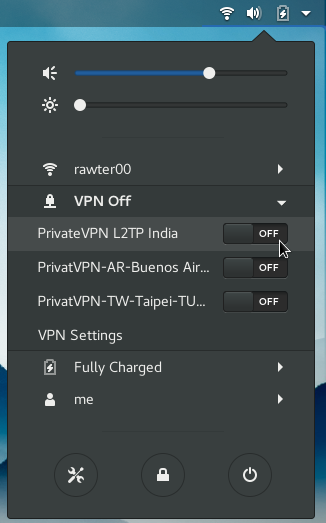 rawter00
VPN Off
PrivateVPN L2TP India OFF
PrivatVPN-AR-Buenos Air... OFF
PrivatVPN-TW-Taipei-TU... OFF
VPN Settings
Fully Charged
me